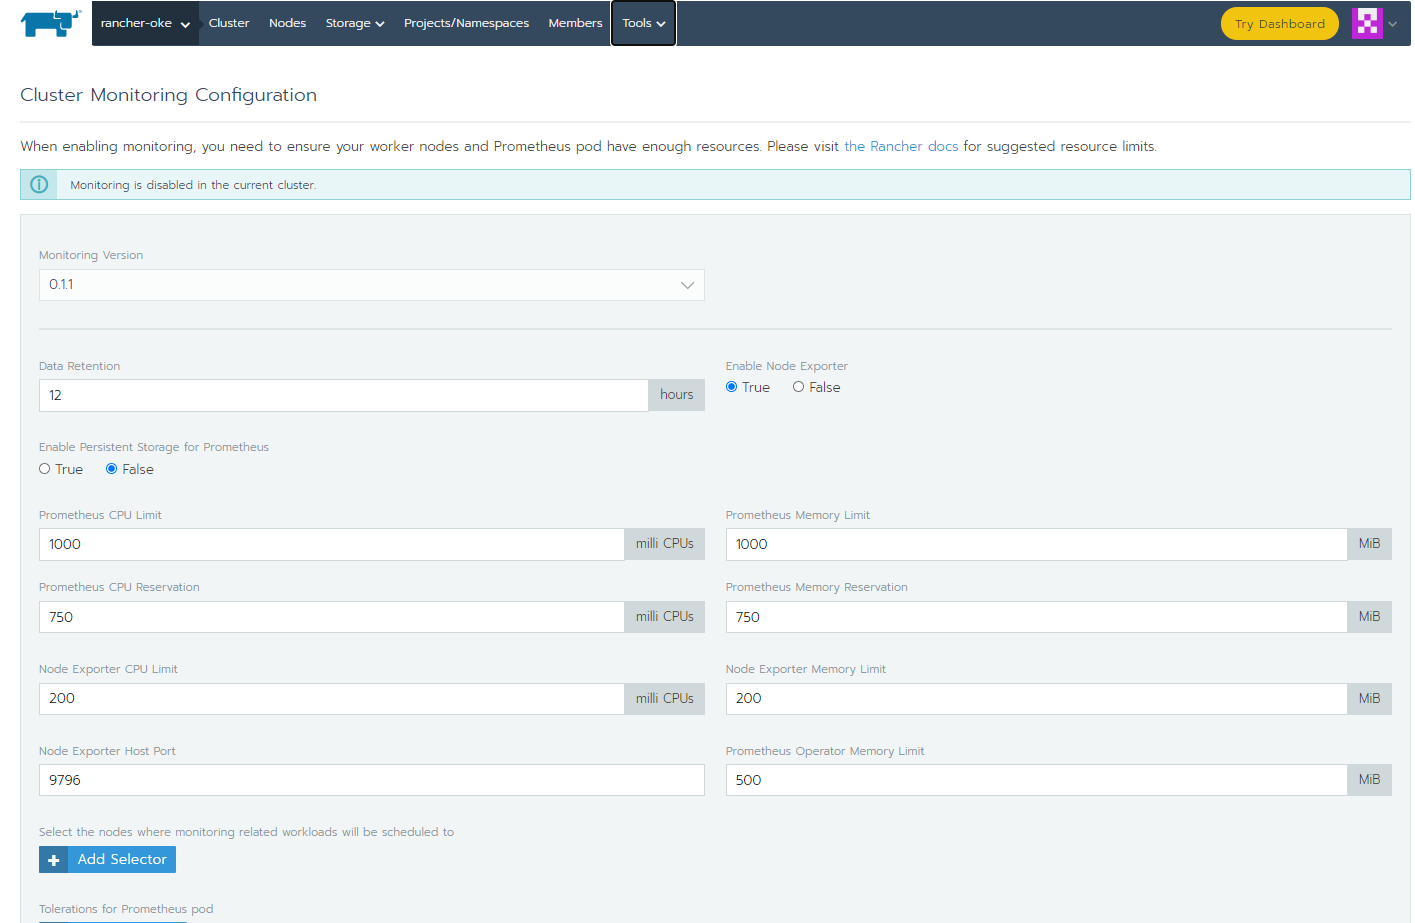 rancher-oke Cluster Nodes Storage Projects/Namespaces Members Tools Try Dashboard
Cluster Monitoring Configuration
When enabling monitoring, you need to ensure your worker nodes and Prometheus pod have enough resources. Please visit the Rancher docs for suggested resource limits.
Monitoring is disabled in the current cluster.
Monitoring Version
0.1.1
Data Retention Enable Node Exporter
12 hours True False
Enable Persistent Storage for Prometheus
True False
Prometheus CPU Limit Prometheus Memory Limit
1000 milli CPUs 1000 MiB
Prometheus CPU Reservation Prometheus Memory Reservation
750 milli CPUs 750 MiB
Node Exporter CPU Limit Node Exporter Memory Limit
200 milli CPUs 200 MiB
Node Exporter Host Port Prometheus Operator Memory Limit
9796 500 MiB
Select the nodes where monitoring related workloads will be scheduled to
+ Add Selector
Tolerations for Prometheus pod